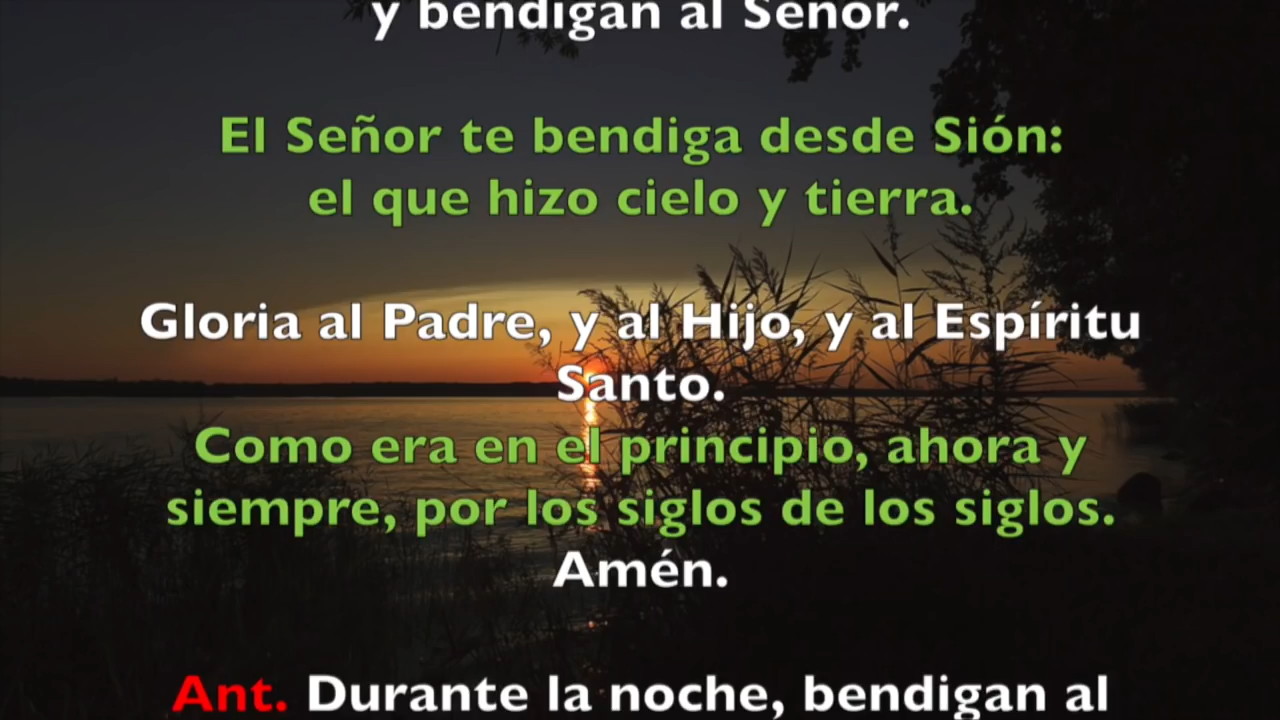 y bendigan al Señor.
El Señor te bendiga desde Sión:
el que hizo cielo y tierra.
Gloria al Padre, y al Hijo, y al Espíritu
Santo.
Como era en el principio, ahora y
siempre, por los siglos de los siglos.
Amén.
Ant. Durante la noche, bendigan al